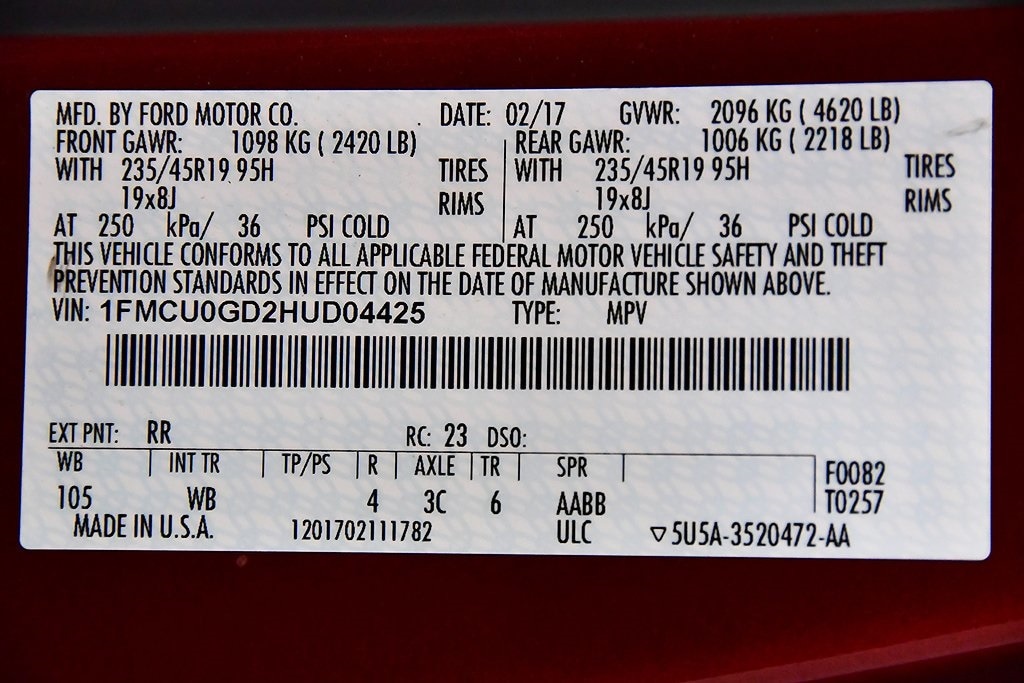 MFD. BY FORD MOTOR CO. DATE: 02/17 GVWR: 2096 KG ( 4620 LB)
FRONT GAWR: 1098 KG ( 2420 LB) REAR GAWR: 1006 KG ( 2218 LB)
WITH 235/45R19 95H TIRES WITH 235/45R19 95H TIRES
19x8J RIMS 19x8J RIMS
AT 250 kPa/ 36 PSI COLD AT 250 kPa/ 36 PSI COLD
THIS VEHICLE CONFORMS TO ALL APPLICABLE FEDERAL MOTOR VEHICLE SAFETY AND THEFT
PREVENTION STANDARDS IN EFFECT ON THE DATE OF MANUFACTURE SHOWN ABOVE.
VIN: 1FMCU0GD2HUD04425 TYPE: MPV
EXT PNT: RR RC: 23 DSO:
WB INT TR TP/PS R AXLE TR SPR F0082
105 WB 4 3C 6 AABB T0257
MADE IN U.S.A. 1201702111782 ULC ▽5U5A-3520472-AA